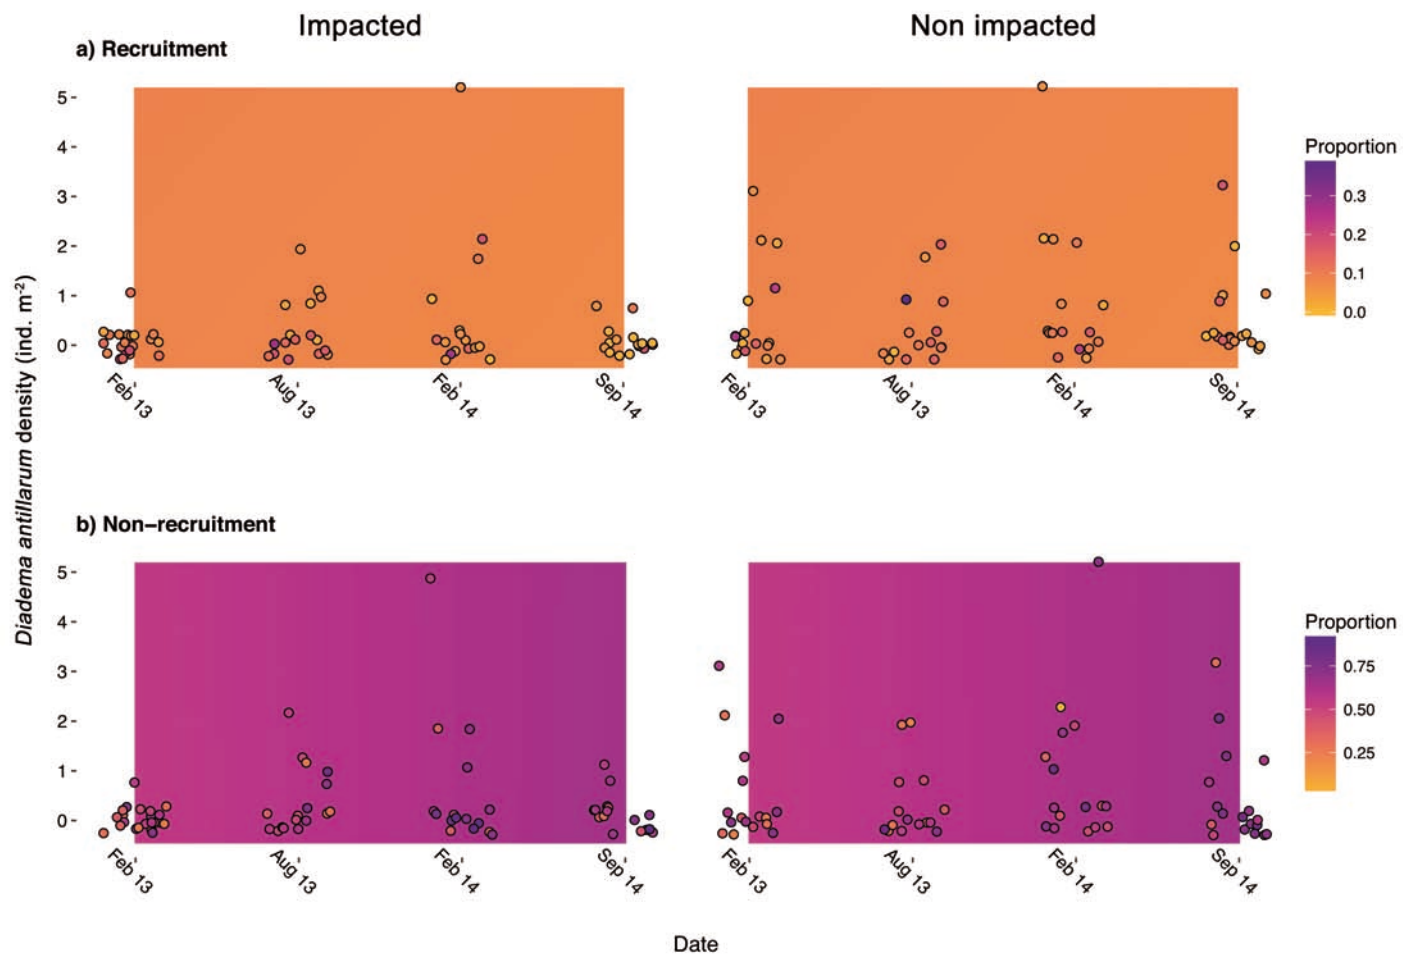 Impacted
Non impacted
a) Recruitment
5
4
3
2
1
0
Feb 13
Aug 13
Feb 14
Sep 14
Feb 13
Aug 13
Feb 14
Sep 14
Proportion
0.3
0.2
0.1
0.0
Diadema antillarum density (ind. m-2)
b) Non–recruitment
5
4
3
2
1
0
Feb 13
Aug 13
Feb 14
Sep 14
Feb 13
Aug 13
Feb 14
Sep 14
Proportion
0.75
0.50
0.25
Date